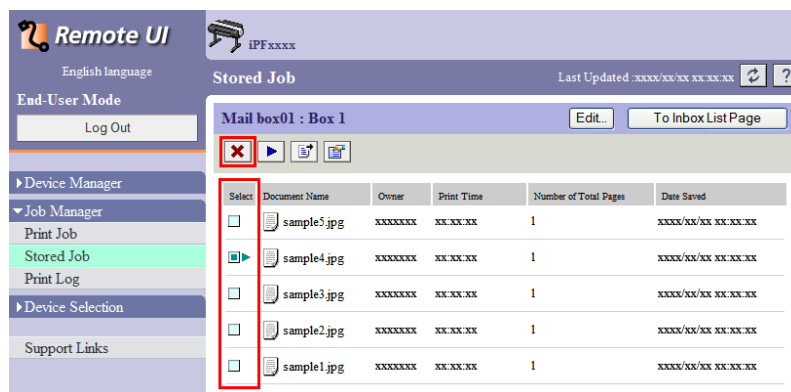 Remote UI
iPFxxxx
English language
Stored Job
Last Updated :xxxx/xx/xx xx:xx:xx
?
End-User Mode
Log Out
Mail box01 : Box 1
Edit..
To Inbox List Page
Device Manager
Job Manager
Print Job
Stored Job
Print Log
Device Selection
Support Links
Select Document Name Owner Print Time Number of Total Pages Date Saved
sample5.jpg xxxxxxx xx:xx:xx 1 xxxx/xx/xx xx:xx:xx
sample4.jpg xxxxxxx xx:xx:xx 1 xxxx/xx/xx xx:xx:xx
sample3.jpg xxxxxxx xx:xx:xx 1 xxxx/xx/xx xx:xx:xx
sample2.jpg xxxxxxx xx:xx:xx 1 xxxx/xx/xx xx:xx:xx
sample1.jpg xxxxxxx xx:xx:xx 1 xxxx/xx/xx xx:xx:xx